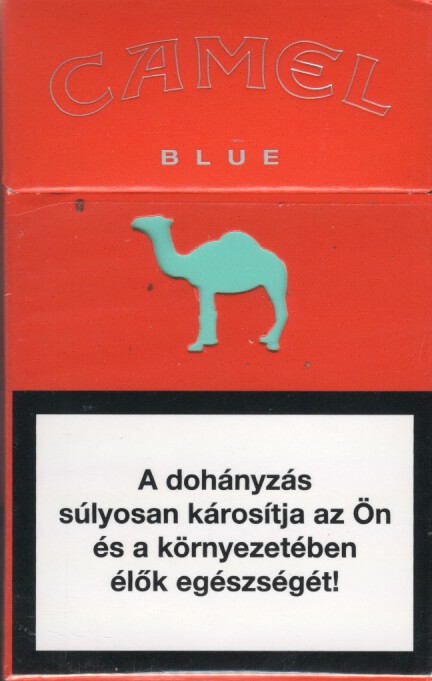 CAMEL
BLUE
A dohányzás
súlyosan károsítja az Ön
és a környezetében
élők egészségét!